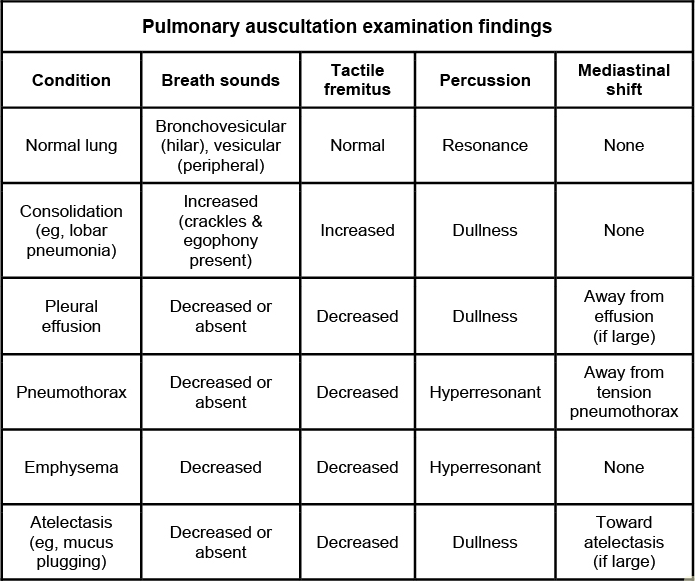 Pulmonary auscultation examination findings
Condition
Breath sounds
Tactile
fremitus
Percussion
Mediastinal
shift
Normal lung
Bronchovesicular
(hilar), vesicular
(peripheral)
Normal
Resonance
None
Consolidation
(eg, lobar
pneumonia)
Increased
(crackles &
egophony
present)
Increased
Dullness
None
Pleural
effusion
Decreased or
absent
Decreased
Dullness
Away from
effusion
(if large)
Pneumothorax
Decreased or
absent
Decreased
Hyperresonant
Away from
tension
pneumothorax
Emphysema
Decreased
Decreased
Hyperresonant
None
Atelectasis
(eg, mucus
plugging)
Decreased or
absent
Decreased
Dullness
Toward
atelectasis
(if large)